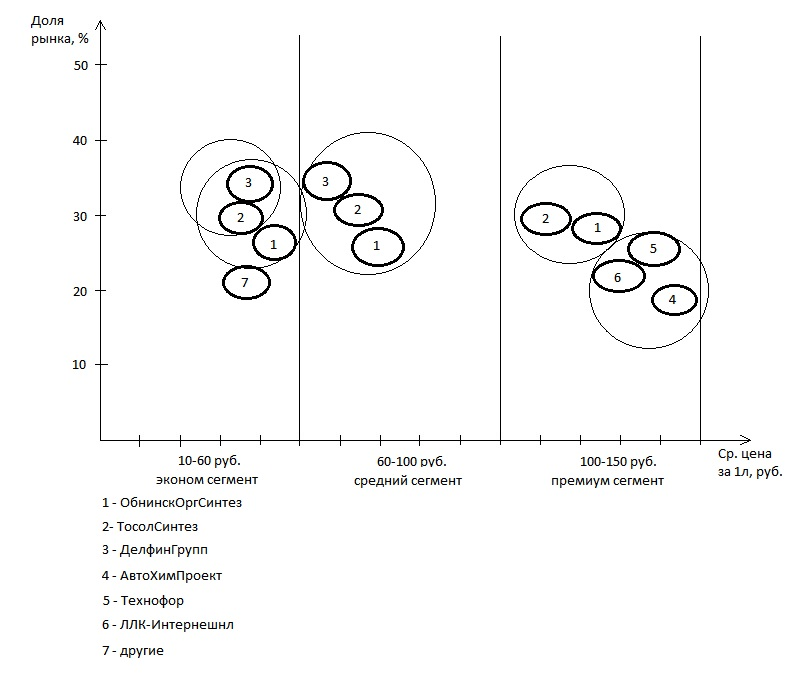 Доля
рынка, %
50
40
30
20
10
3
2
1
7
3
2
1
2
1
5
6
4
10-60 руб.
эконом сегмент
60-100 руб.
средний сегмент
100-150 руб.
премиум сегмент
Ср. цена
за 1л, руб.
1 - ОбнинскОргСинтез
2- ТосолСинтез
3 - ДелфинГрупп
4 - АвтоХимПроект
5 - Технофор
6 - ЛЛК-Интернешнл
7 - другие